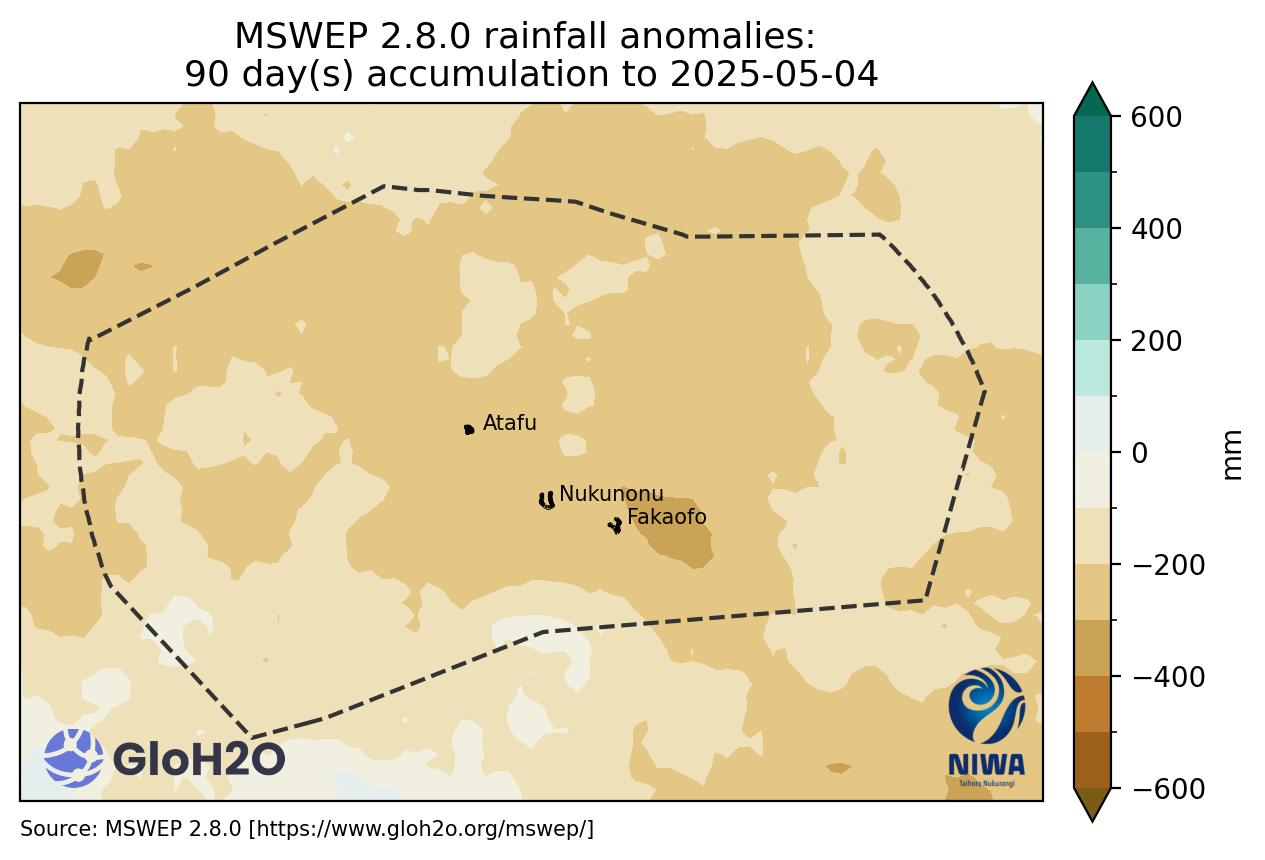 MSWEP 2.8.0 rainfall anomalies:
90 day(s) accumulation to 2025-05-04
600
400
200
0
−200
−400
−600
mm
Atafu
Nukunonu
Fakaofo
GloH2O
NIWA
Taihoro Nukurangi
Source: MSWEP 2.8.0 [https://www.gloh2o.org/mswep/]